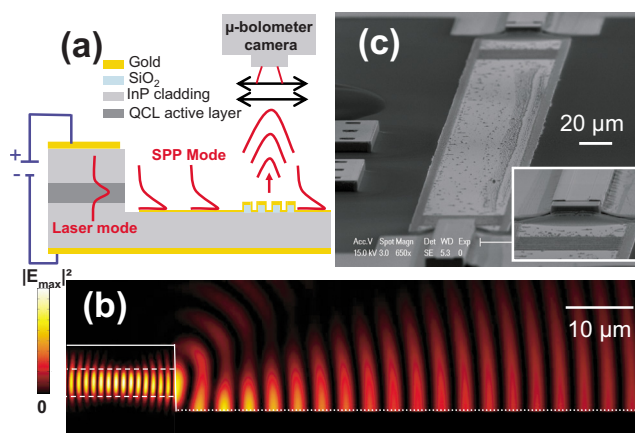 (a)
μ-bolometer
camera
Gold
SiO₂
InP cladding
QCL active layer
+
-
SPP Mode
Laser mode
(c)
20 μm
Acc.V Spot Magn Det WD Exp
15.0 kV 3.0 650x SE 5.3 0
|E_max|²
0
(b)
10 μm